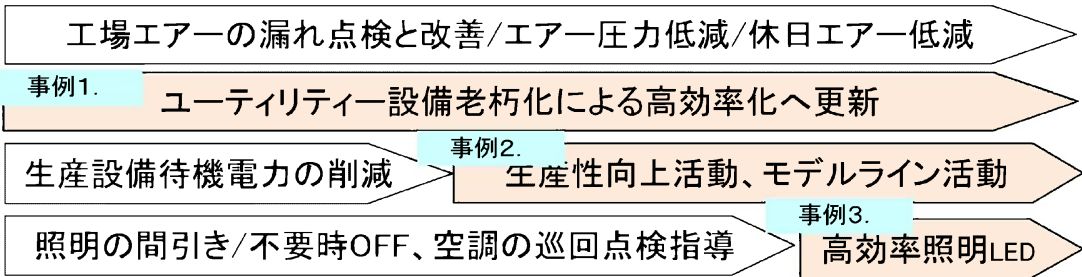 工場エアーの漏れ点検と改善/エアー圧力低減/休日エアー低減
事例1.
ユーティリティー設備老朽化による高効率化へ更新
生産設備待機電力の削減
事例2.
生産性向上活動、モデルライン活動
照明の間引き/不要時OFF、空調の巡回点検指導
事例3.
高効率照明LED